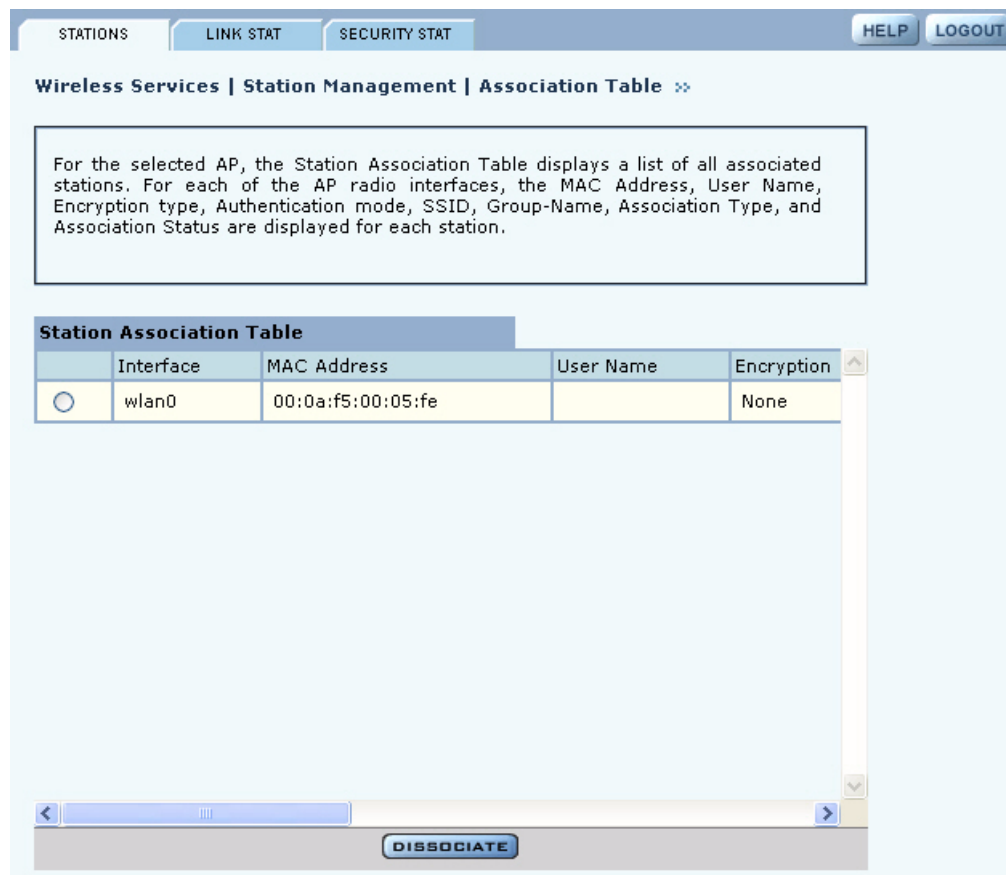 STATIONS LINK STAT SECURITY STAT HELP LOGOUT
Wireless Services | Station Management | Association Table »
For the selected AP, the Station Association Table displays a list of all associated
stations. For each of the AP radio interfaces, the MAC Address, User Name,
Encryption type, Authentication mode, SSID, Group-Name, Association Type, and
Association Status are displayed for each station.
Station Association Table
Interface MAC Address User Name Encryption
wlan0 00:0a:f5:00:05:fe None
DISSOCIATE